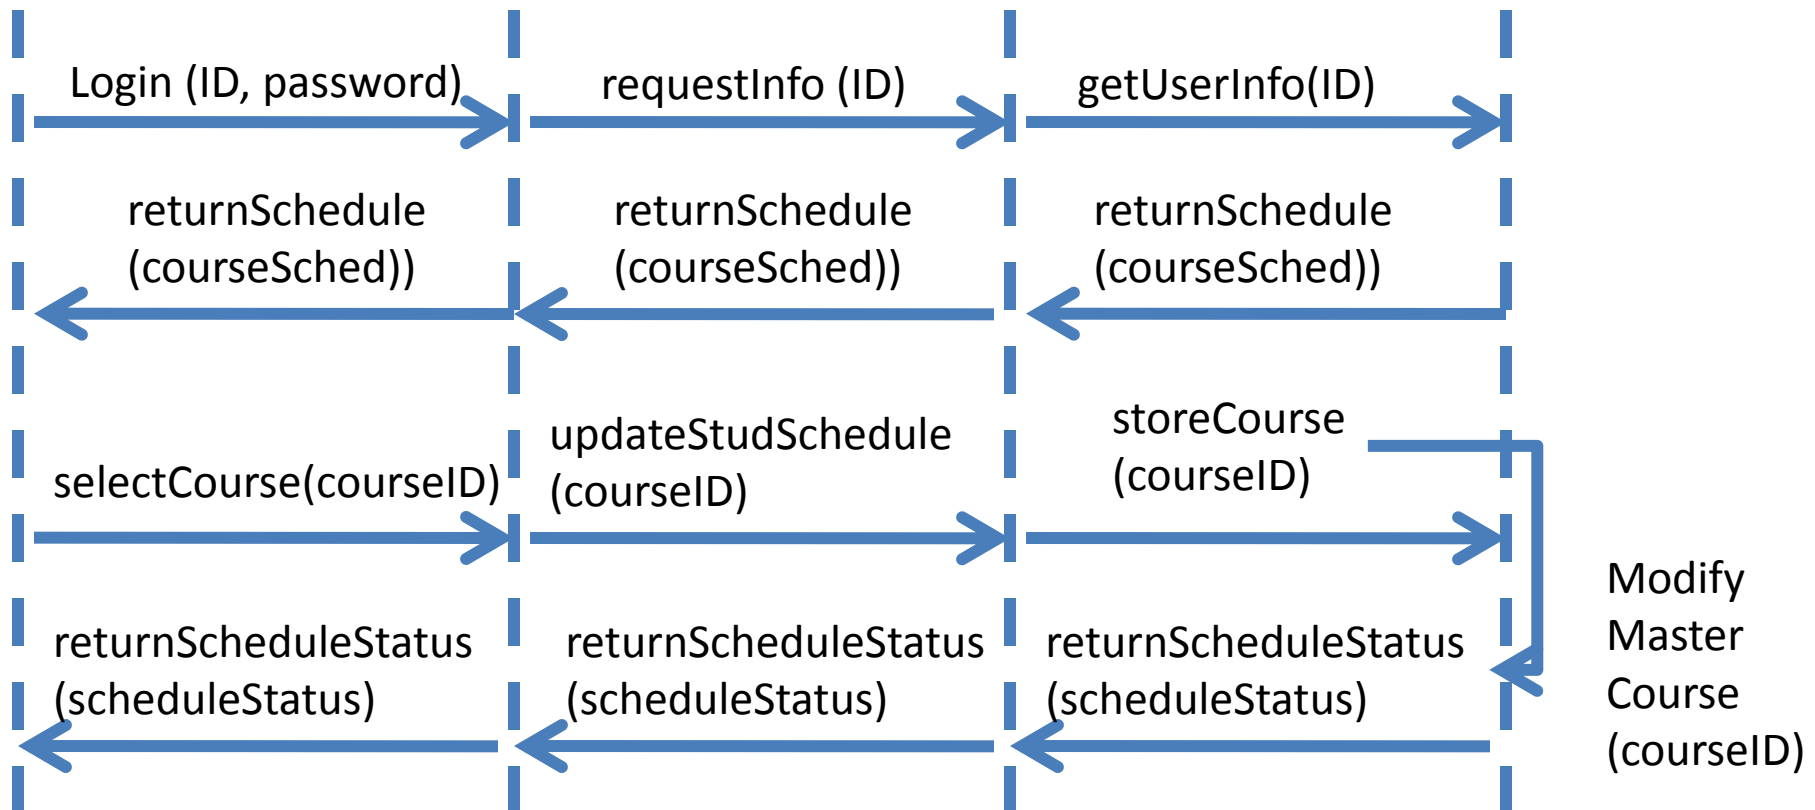 Login (ID, password)
requestInfo (ID)
getUserInfo(ID)
returnSchedule
(courseSched))
returnSchedule
(courseSched))
returnSchedule
(courseSched))
selectCourse(courseID)
updateStudSchedule
(courseID)
storeCourse
(courseID)
returnScheduleStatus
(scheduleStatus)
returnScheduleStatus
(scheduleStatus)
returnScheduleStatus
(scheduleStatus)
Modify
Master
Course
(courseID)